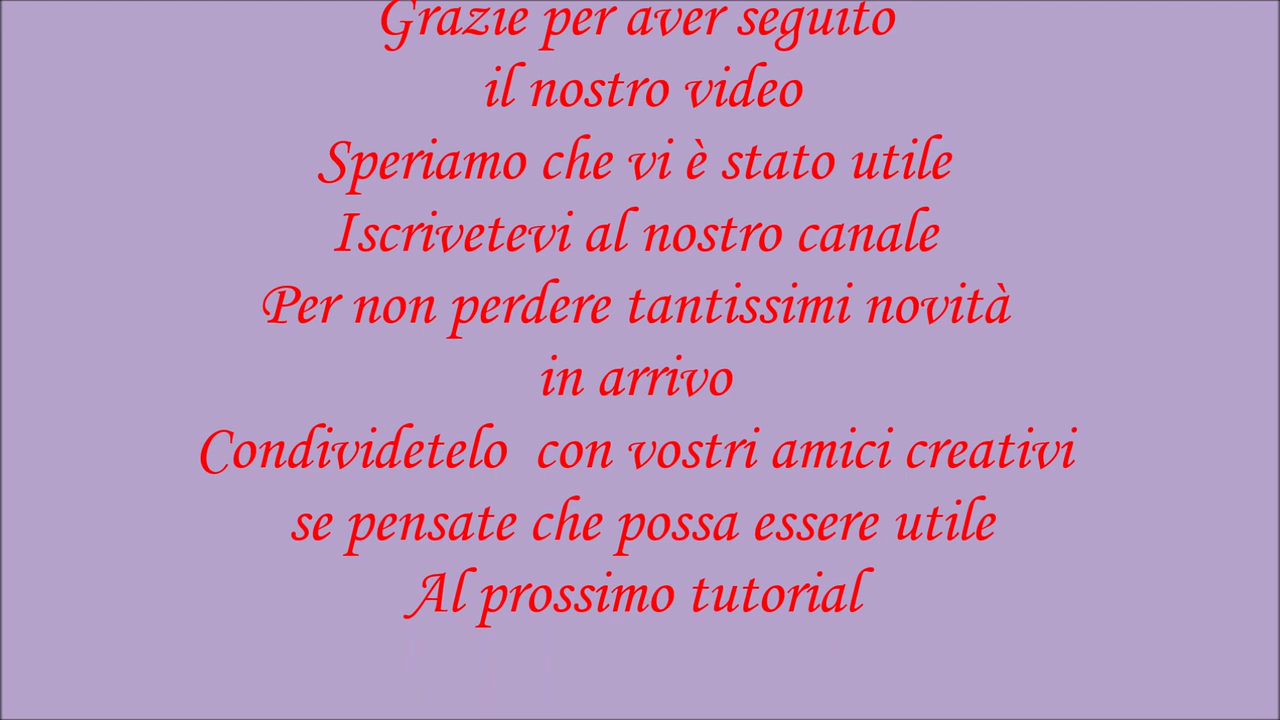 Grazie per aver seguito
il nostro video
Speriamo che vi è stato utile
Iscrivetevi al nostro canale
Per non perdere tantissimi novità
in arrivo
Condividetelo  con vostri amici creativi
se pensate che possa essere utile
Al prossimo tutorial